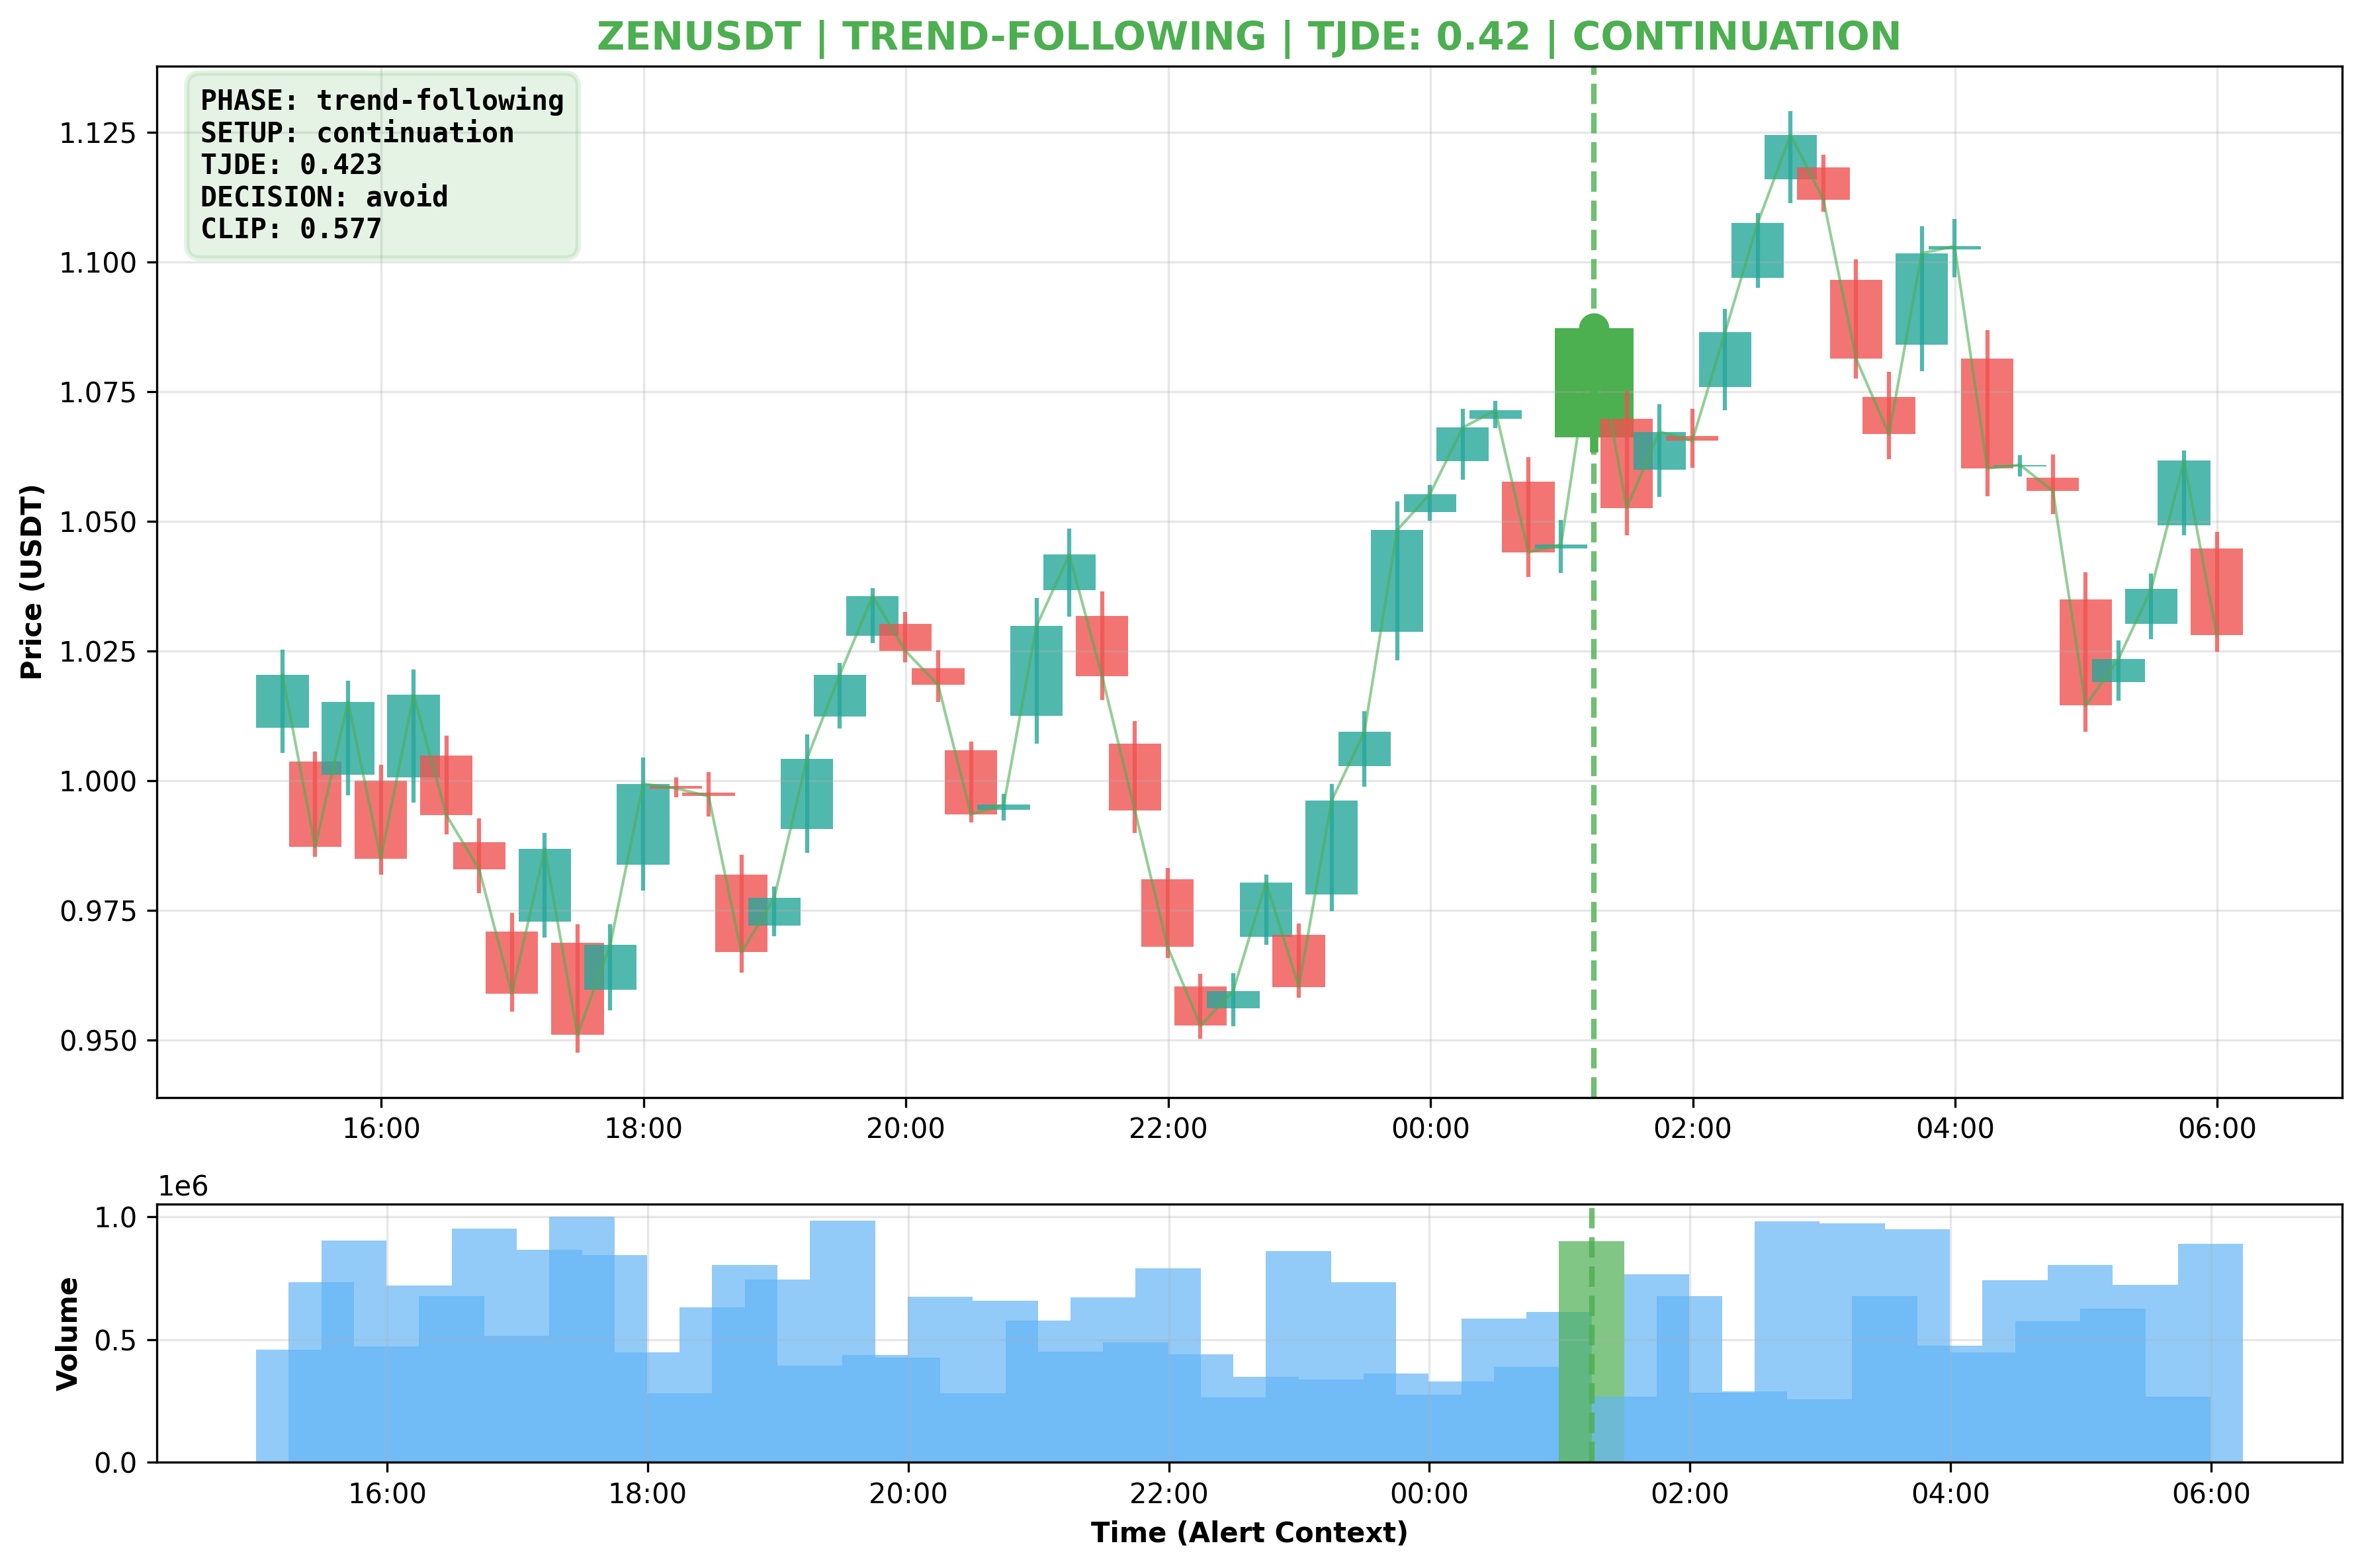 ZENUSDT | TREND-FOLLOWING | TJDE: 0.42 | CONTINUATION
PHASE: trend-following
SETUP: continuation
TJDE: 0.423
DECISION: avoid
CLIP: 0.577
Price (USDT)
1.125
1.100
1.075
1.050
1.025
1.000
0.975
0.950
16:00 18:00 20:00 22:00 00:00 02:00 04:00 06:00
1e6
Volume
1.0
0.5
0.0
16:00 18:00 20:00 22:00 00:00 02:00 04:00 06:00
Time (Alert Context)